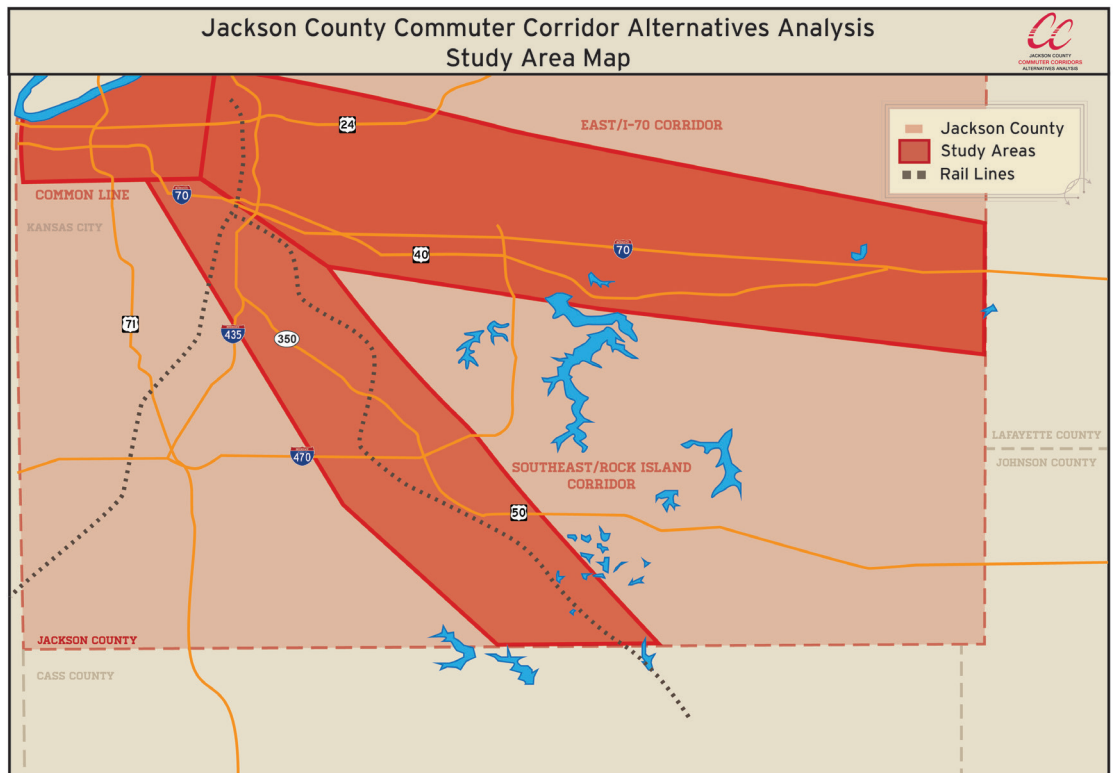 Jackson County Commuter Corridor Alternatives Analysis
Study Area Map
JACKSON COUNTY
COMMUTER CORRIDORS
ALTERNATIVES ANALYSIS
24
EAST/I-70 CORRIDOR
Jackson County
Study Areas
Rail Lines
COMMON LINE
70
KANSAS CITY
40
70
71
435
350
LAFAYETTE COUNTY
JOHNSON COUNTY
470
SOUTHEAST/ROCK ISLAND
CORRIDOR
50
JACKSON COUNTY
CASS COUNTY